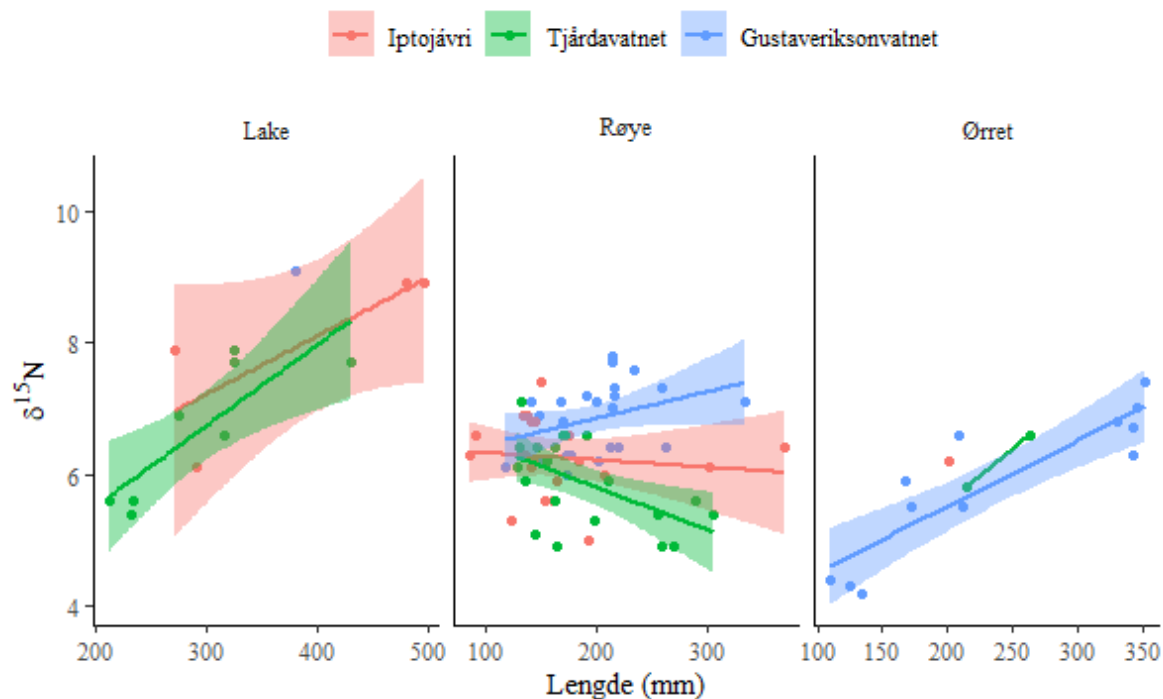 Iptojávri Tjårdavatnet Gustaveriksonvatnet
Lake Røye Ørret
δ15N
10
8
6
4
200 300 400 500 100 200 300 100 150 200 250 300 350
Lengde (mm)